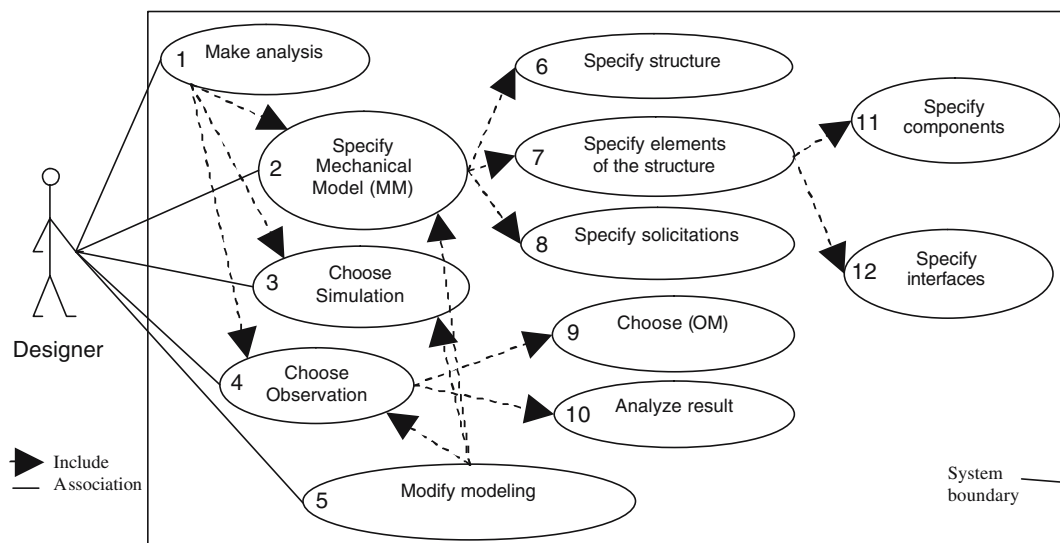 1 Make analysis
2 Specify
Mechanical
Model (MM)
3 Choose
Simulation
4 Choose
Observation
5 Modify modeling
6 Specify structure
7 Specify elements
of the structure
8 Specify solicitations
9 Choose (OM)
10 Analyze result
11 Specify
components
12 Specify
interfaces
Designer
Include
Association
System
boundary